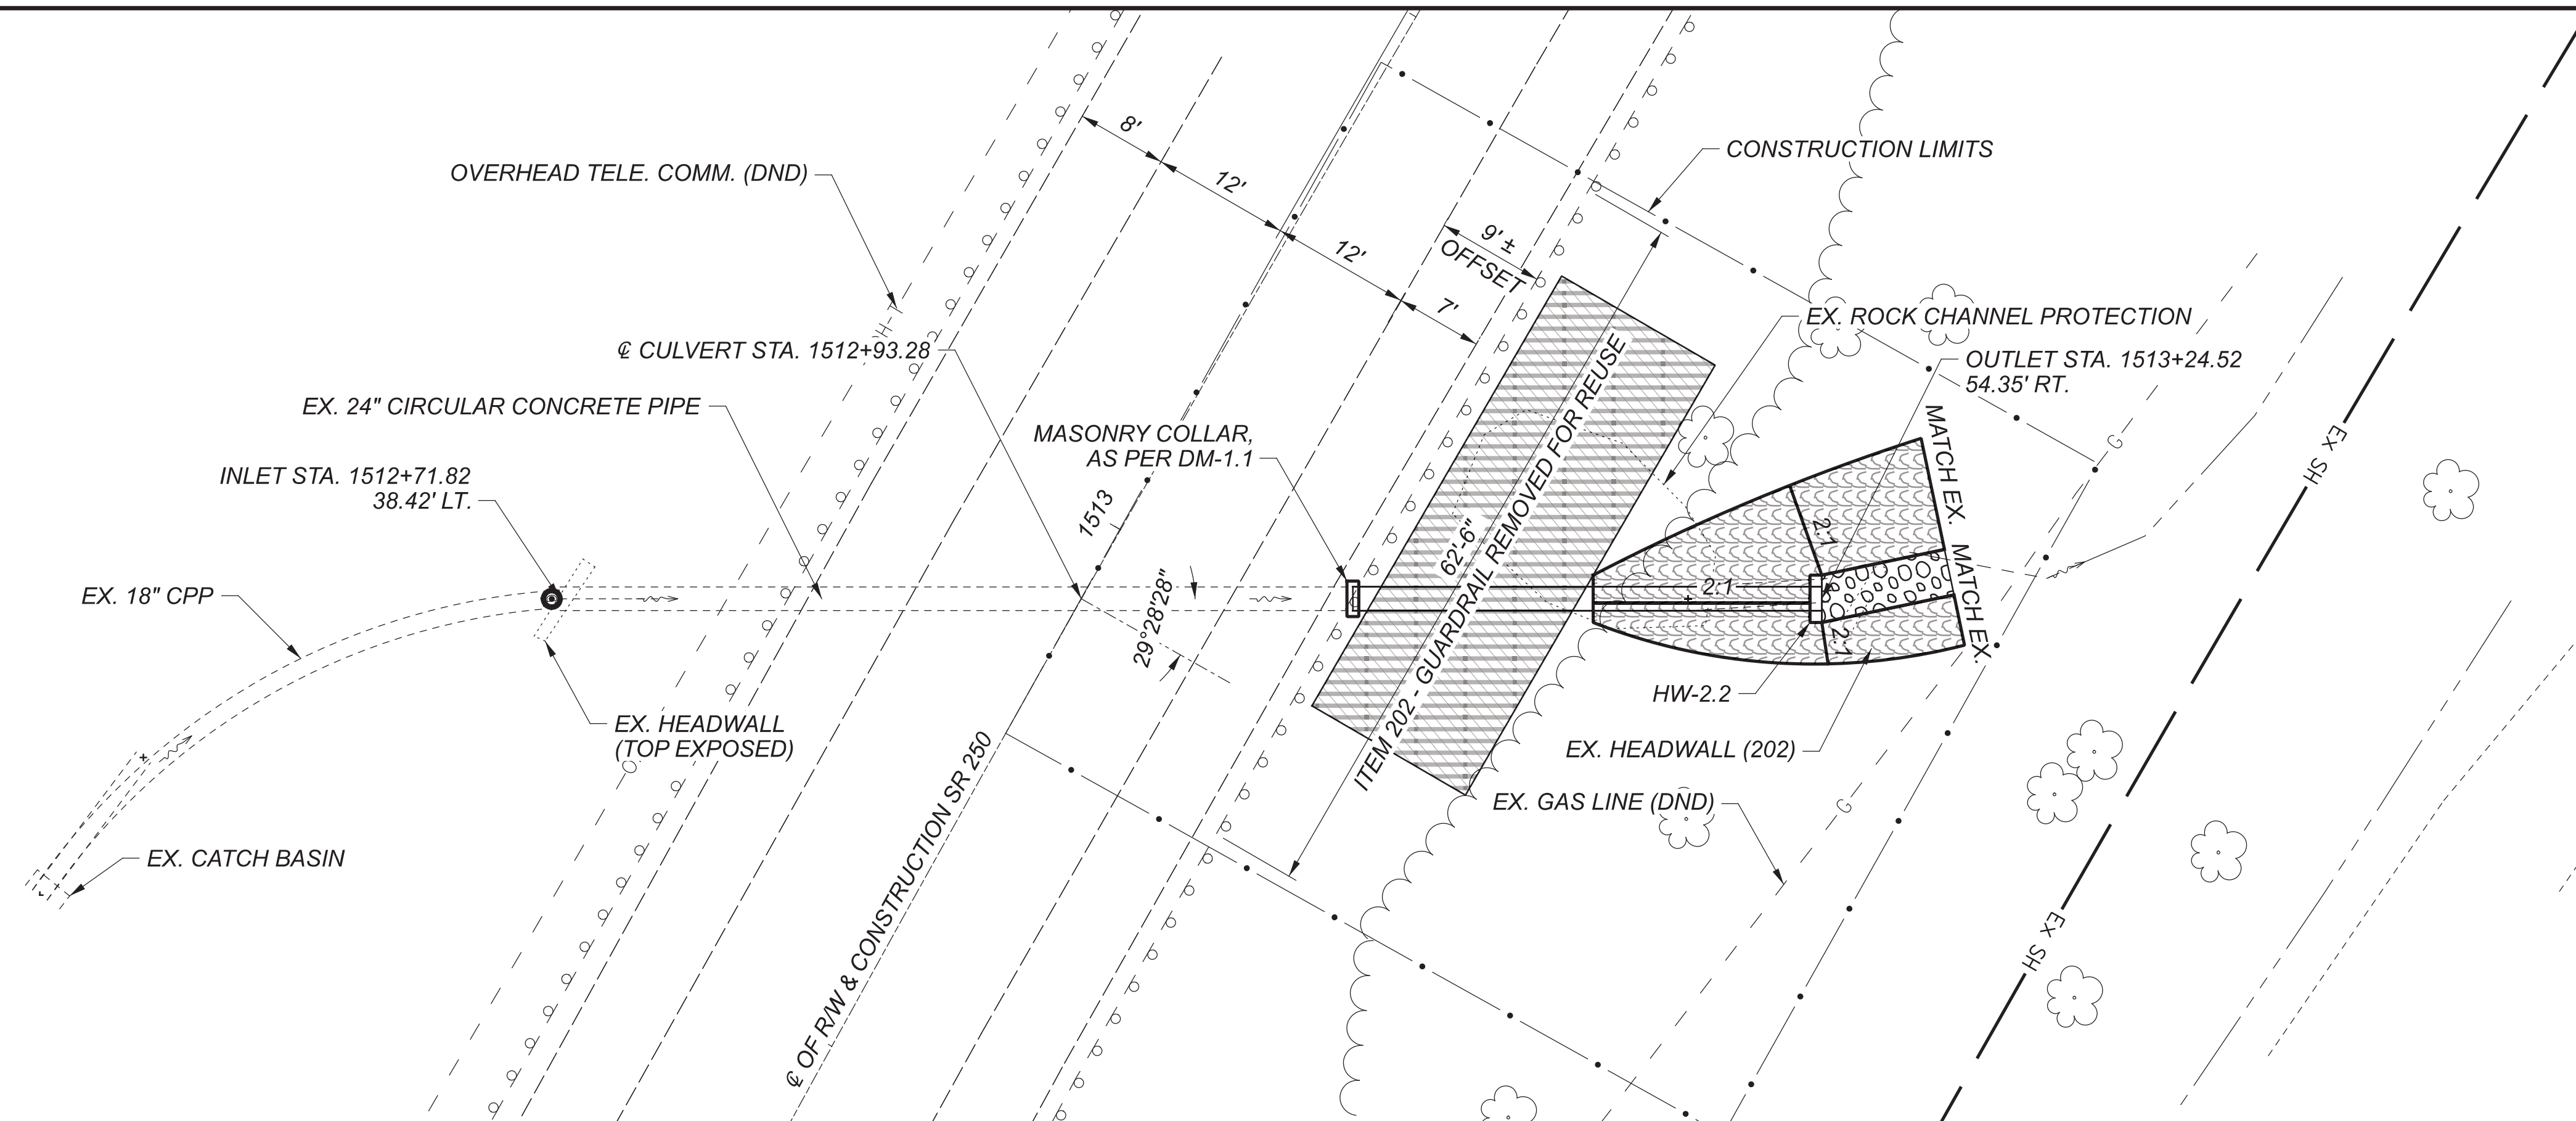 8'
12'
12'
9' ±
OFFSET
7'
CONSTRUCTION LIMITS
OVERHEAD TELE. COMM. (DND)
H
EX. ROCK CHANNEL PROTECTION
℄ CULVERT STA. 1512+93.28
OUTLET STA. 1513+24.52
54.35' RT.
EX. 24" CIRCULAR CONCRETE PIPE
MASONRY COLLAR,
AS PER DM-1.1
INLET STA. 1512+71.82
38.42' LT.
1513
62'-6"
ITEM 202 - GUARDRAIL REMOVED FOR REUSE
MATCH EX.
MATCH EX.
G
EX SH
2:1
2:1
2:1
EX. 18" CPP
29°28'28"
EX. HEADWALL
(TOP EXPOSED)
HW-2.2
EX. HEADWALL (202)
EX. GAS LINE (DND)
G
EX. CATCH BASIN
℄ OF R/W & CONSTRUCTION SR 250
EX SH